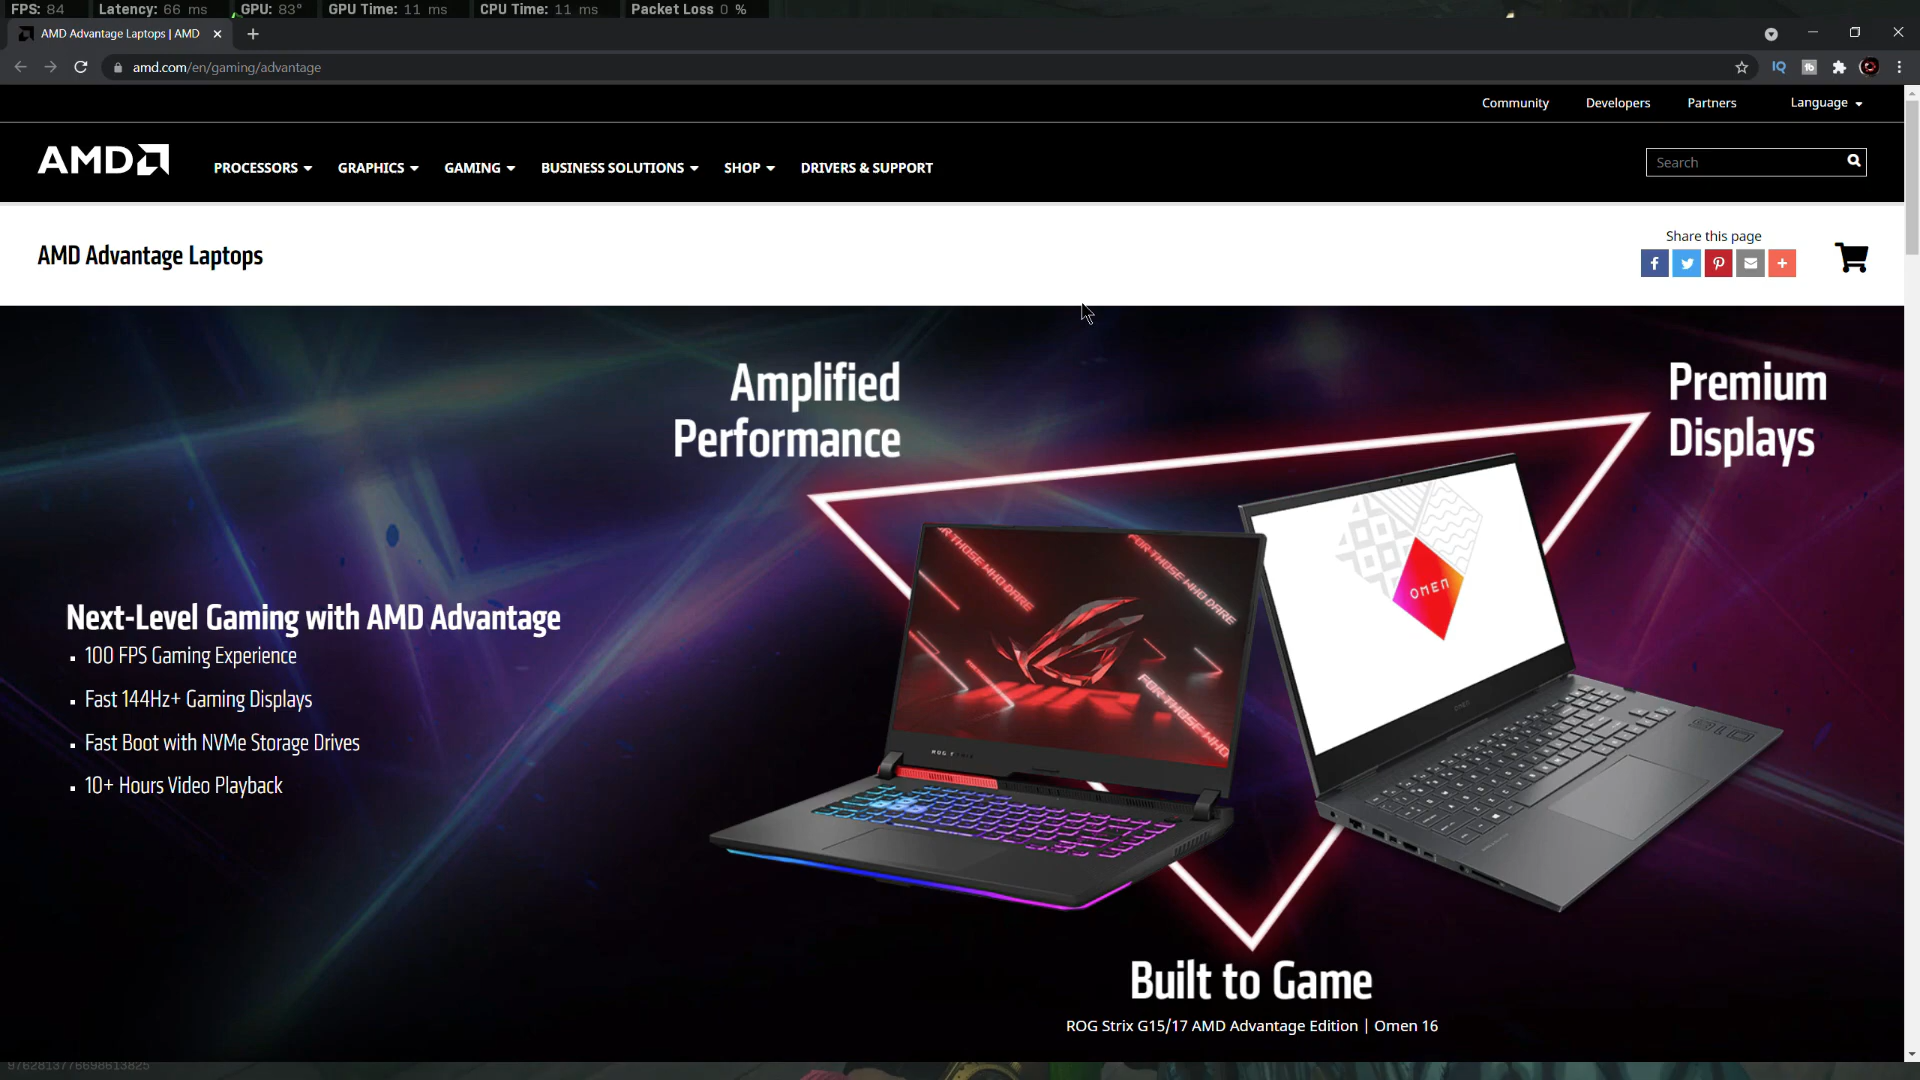 FPS: 84 Latency: 66 ms GPU: 83° GPU Time: 11 ms CPU Time: 11 ms Packet Loss 0 %
AMD Advantage Laptops | AMD
amd.com/en/gaming/advantage
IQ
Community Developers Partners Language
AMD PROCESSORS GRAPHICS GAMING BUSINESS SOLUTIONS SHOP DRIVERS & SUPPORT Search
AMD Advantage Laptops
Share this page
Amplified
Performance
Premium
Displays
FOR THOSE WHO DARE
FOR THOSE WHO DARE
FOR THOSE WHO
OMEN
Next-Level Gaming with AMD Advantage
• 100 FPS Gaming Experience
• Fast 144Hz+ Gaming Displays
• Fast Boot with NVMe Storage Drives
• 10+ Hours Video Playback
Built to Game
ROG Strix G15/17 AMD Advantage Edition | Omen 16